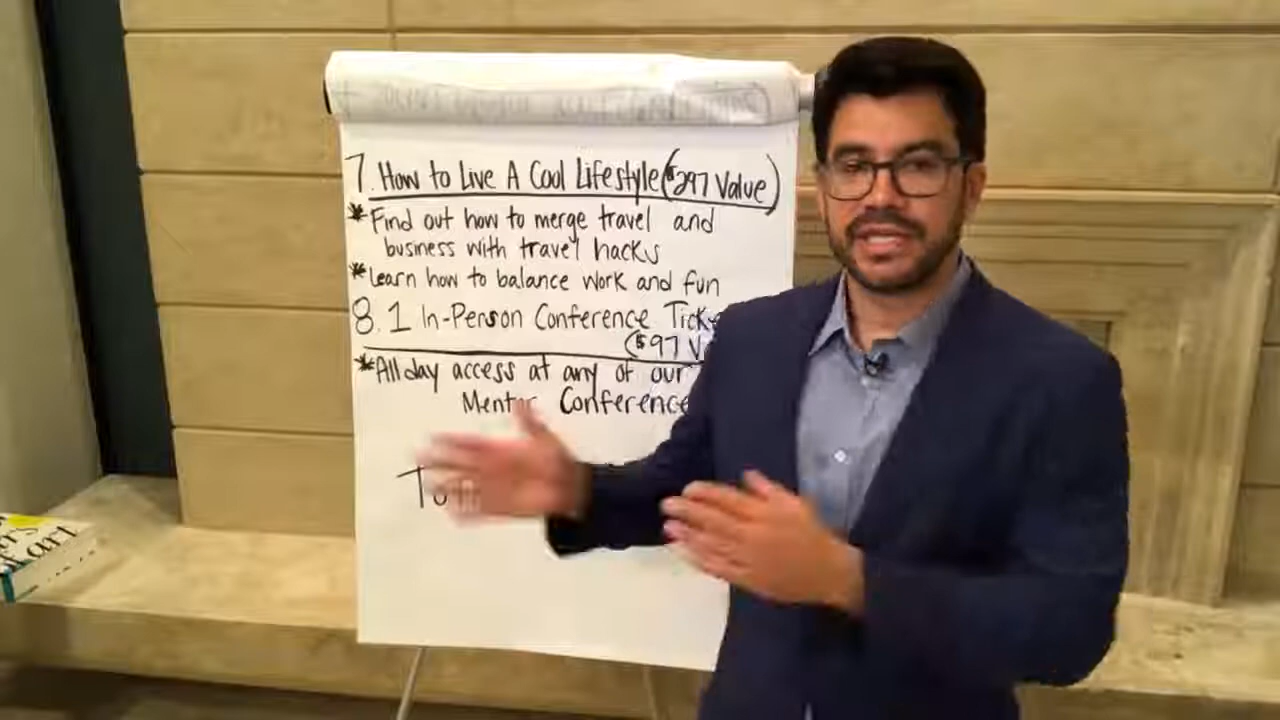 7. How to Live A Cool Lifestyle ($297 Value)
* Find out how to merge travel and
business with travel hacks
* Learn how to balance work and fun
8. 1 In-Person Conference
($97
* All day access at any of our
Mentor Conference